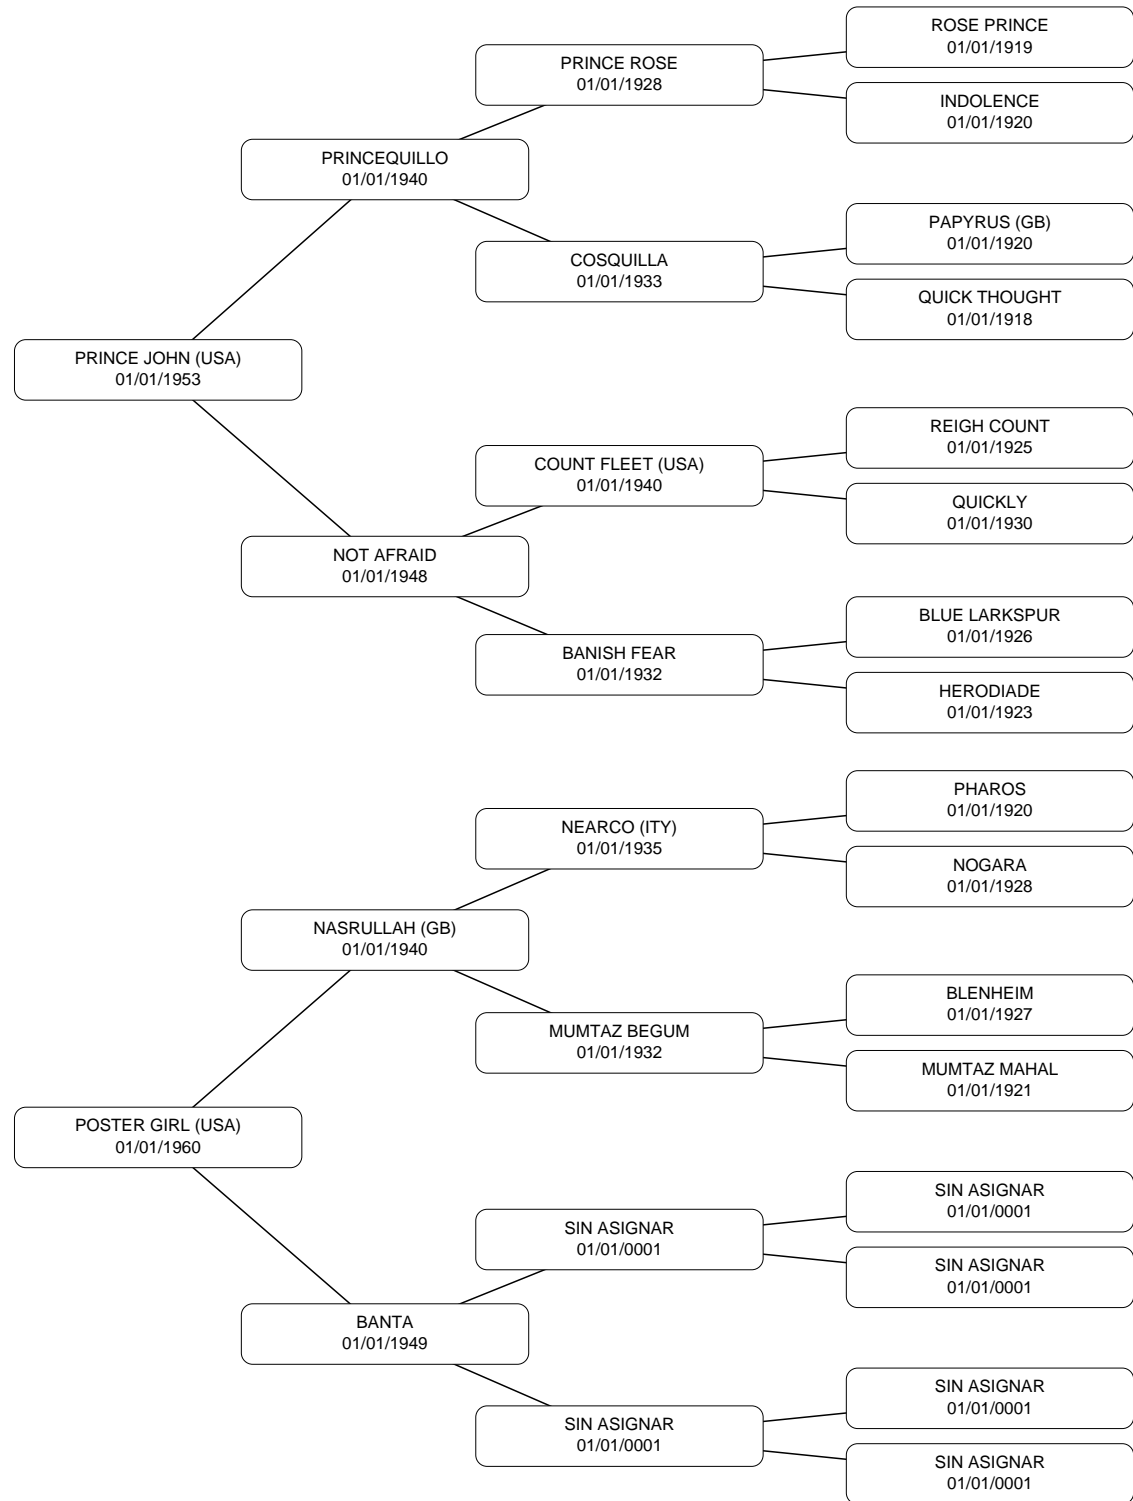 ROSE PRINCE
01/01/1919
PRINCE ROSE
01/01/1928
INDOLENCE
01/01/1920
PRINCEQUILLO
01/01/1940
PAPYRUS (GB)
01/01/1920
COSQUILLA
01/01/1933
QUICK THOUGHT
01/01/1918
PRINCE JOHN (USA)
01/01/1953
REIGH COUNT
01/01/1925
COUNT FLEET (USA)
01/01/1940
QUICKLY
01/01/1930
NOT AFRAID
01/01/1948
BLUE LARKSPUR
01/01/1926
BANISH FEAR
01/01/1932
HERODIADE
01/01/1923
PHAROS
01/01/1920
NEARCO (ITY)
01/01/1935
NOGARA
01/01/1928
NASRULLAH (GB)
01/01/1940
BLENHEIM
01/01/1927
MUMTAZ BEGUM
01/01/1932
MUMTAZ MAHAL
01/01/1921
POSTER GIRL (USA)
01/01/1960
SIN ASIGNAR
01/01/0001
SIN ASIGNAR
01/01/0001
SIN ASIGNAR
01/01/0001
BANTA
01/01/1949
SIN ASIGNAR
01/01/0001
SIN ASIGNAR
01/01/0001
SIN ASIGNAR
01/01/0001